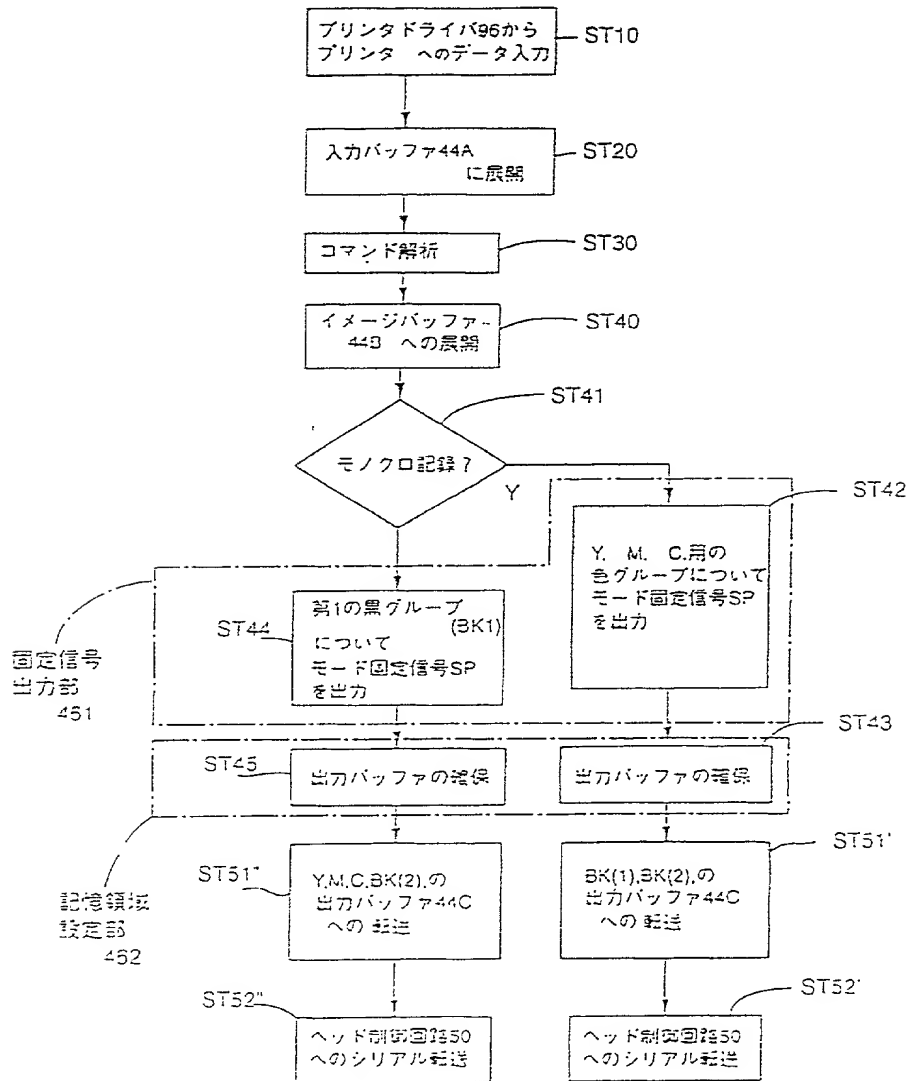 プリンタドライバ96から
プリンタ へのデータ入力
ST10
入力バッファ44A
に展開
ST20
コマンド解析
ST30
イメージバッファ
44B への展開
ST40
ST41
モノクロ記録?
Y
ST42
Y. M. C.用の
色グループについて
モード固定信号SP
を出力
ST44
第1の黒グループ
(BK1)
について
モード固定信号SP
を出力
固定信号
出力部
451
ST43
ST45
出力バッファの確保
出力バッファの確保
記憶領域
設定部
452
ST51"
Y,M,C,BK(2),の
出力バッファ44C
への 転送
ST51'
BK(1),BK(2),の
出力バッファ44C
への 転送
ST52"
ヘッド制御回路50
へのシリアル転送
ST52'
ヘッド制御回路50
へのシリアル転送